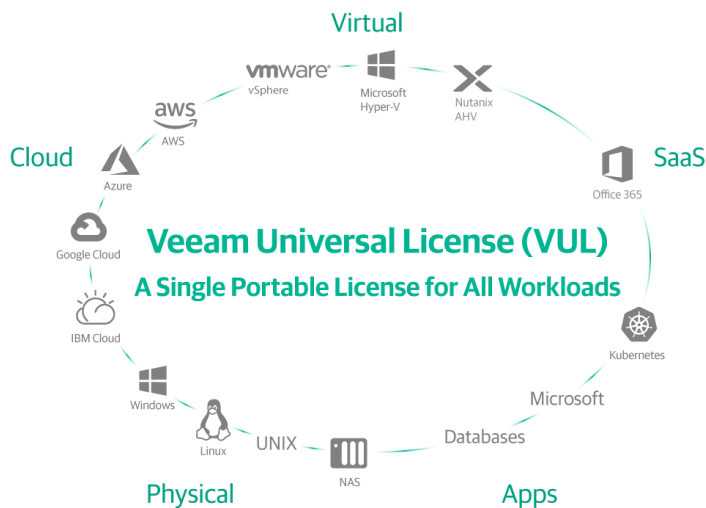 Virtual
vmware®
vSphere
Microsoft
Hyper-V
Nutanix
AHV
aws
AWS
Cloud
SaaS
Azure
Office 365
Google Cloud
Veeam Universal License (VUL)
A Single Portable License for All Workloads
IBM Cloud
Kubernetes
Windows
Microsoft
Linux
UNIX
Databases
NAS
Physical
Apps